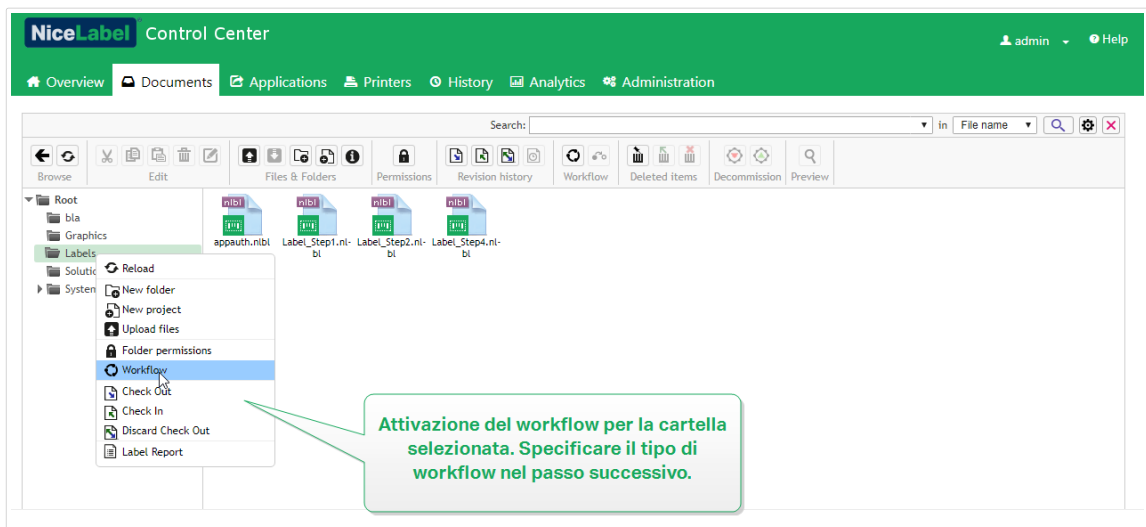 NiceLabel Control Center
admin
Help
Overview Documents Applications Printers History Analytics Administration
Search: in File name
Browse Edit Files & Folders Permissions Revision history Workflow Deleted items Decommission Preview
Root
bla
Graphics
Labels
Solutio
System
nlbl nlbl nlbl nlbl
appauth.nlbl Label_Step1.nl- Label_Step2.nl- Label_Step4.nl-
bl bl bl
Reload
New folder
New project
Upload files
Folder permissions
Workflow
Check Out
Check In
Discard Check Out
Label Report
Attivazione del workflow per la cartella
selezionata. Specificare il tipo di
workflow nel passo successivo.